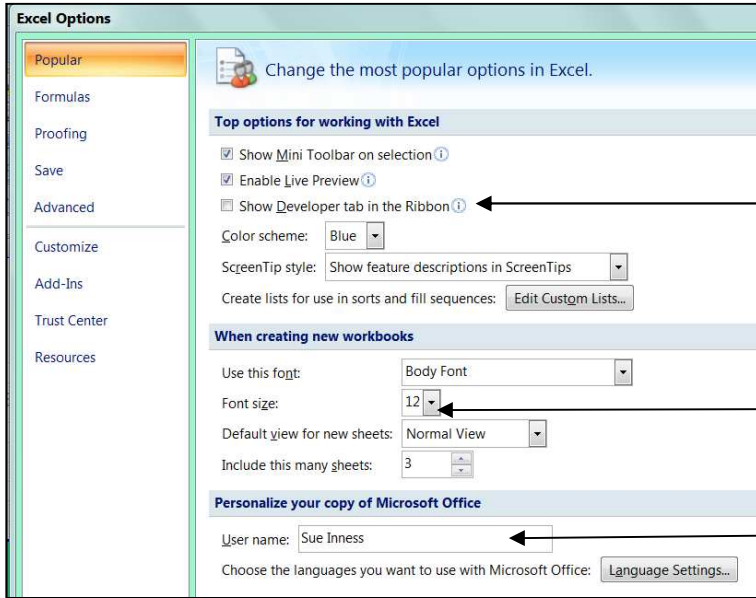 Excel Options
Popular
Formulas
Proofing
Save
Advanced
Customize
Add-Ins
Trust Center
Resources
Change the most popular options in Excel.
Top options for working with Excel
Show Mini Toolbar on selection
Enable Live Preview
Show Developer tab in the Ribbon
Color scheme: Blue
ScreenTip style: Show feature descriptions in ScreenTips
Create lists for use in sorts and fill sequences: Edit Custom Lists...
When creating new workbooks
Use this font: Body Font
Font size: 12
Default view for new sheets: Normal View
Include this many sheets: 3
Personalize your copy of Microsoft Office
User name: Sue Inness
Choose the languages you want to use with Microsoft Office: Language Settings...